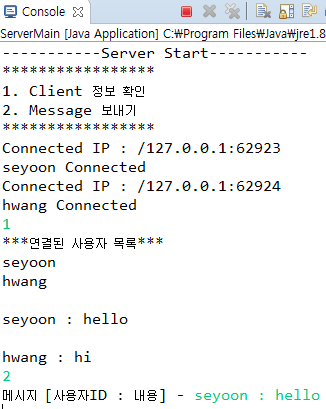 Console
ServerMain [Java Application] C:₩Program Files₩Java₩jre1.8
-----------Server Start-----------
*****************
1. Client 정보 확인
2. Message 보내기
*****************
Connected IP : /127.0.0.1:62923
seyoon Connected
Connected IP : /127.0.0.1:62924
hwang Connected
1
***연결된 사용자 목록***
seyoon
hwang
seyoon : hello
hwang : hi
2
메시지 [사용자ID : 내용] - seyoon : hello